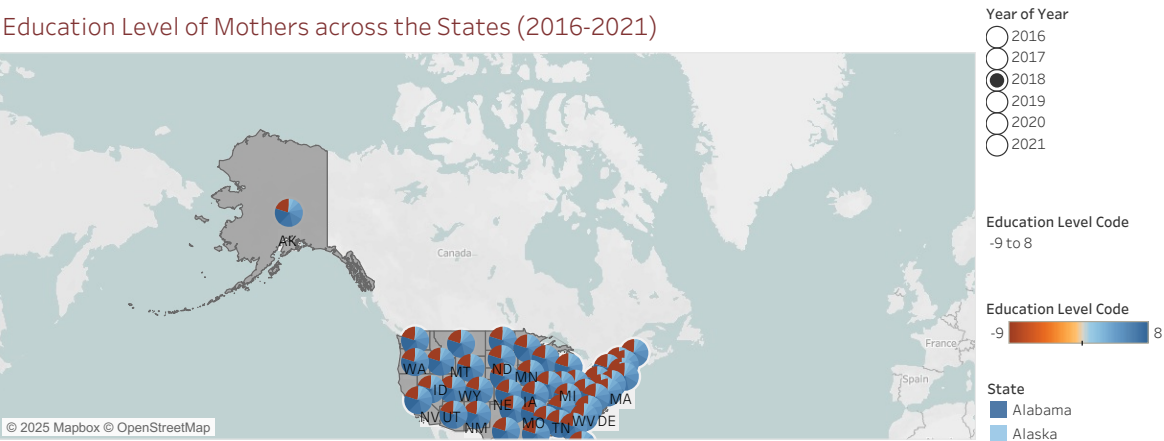 Education Level of Mothers across the States (2016-2021)
Year of Year
2016
2017
2018
2019
2020
2021
Education Level Code
-9 to 8
Education Level Code
-9
8
State
Alabama
Alaska
AK
Canada
France
Spain
WA
MT
ND
MN
ID
WY
NE
IA
MI
MA
NV
UT
NM
MO
TN
WV
DE
© 2025 Mapbox © OpenStreetMap